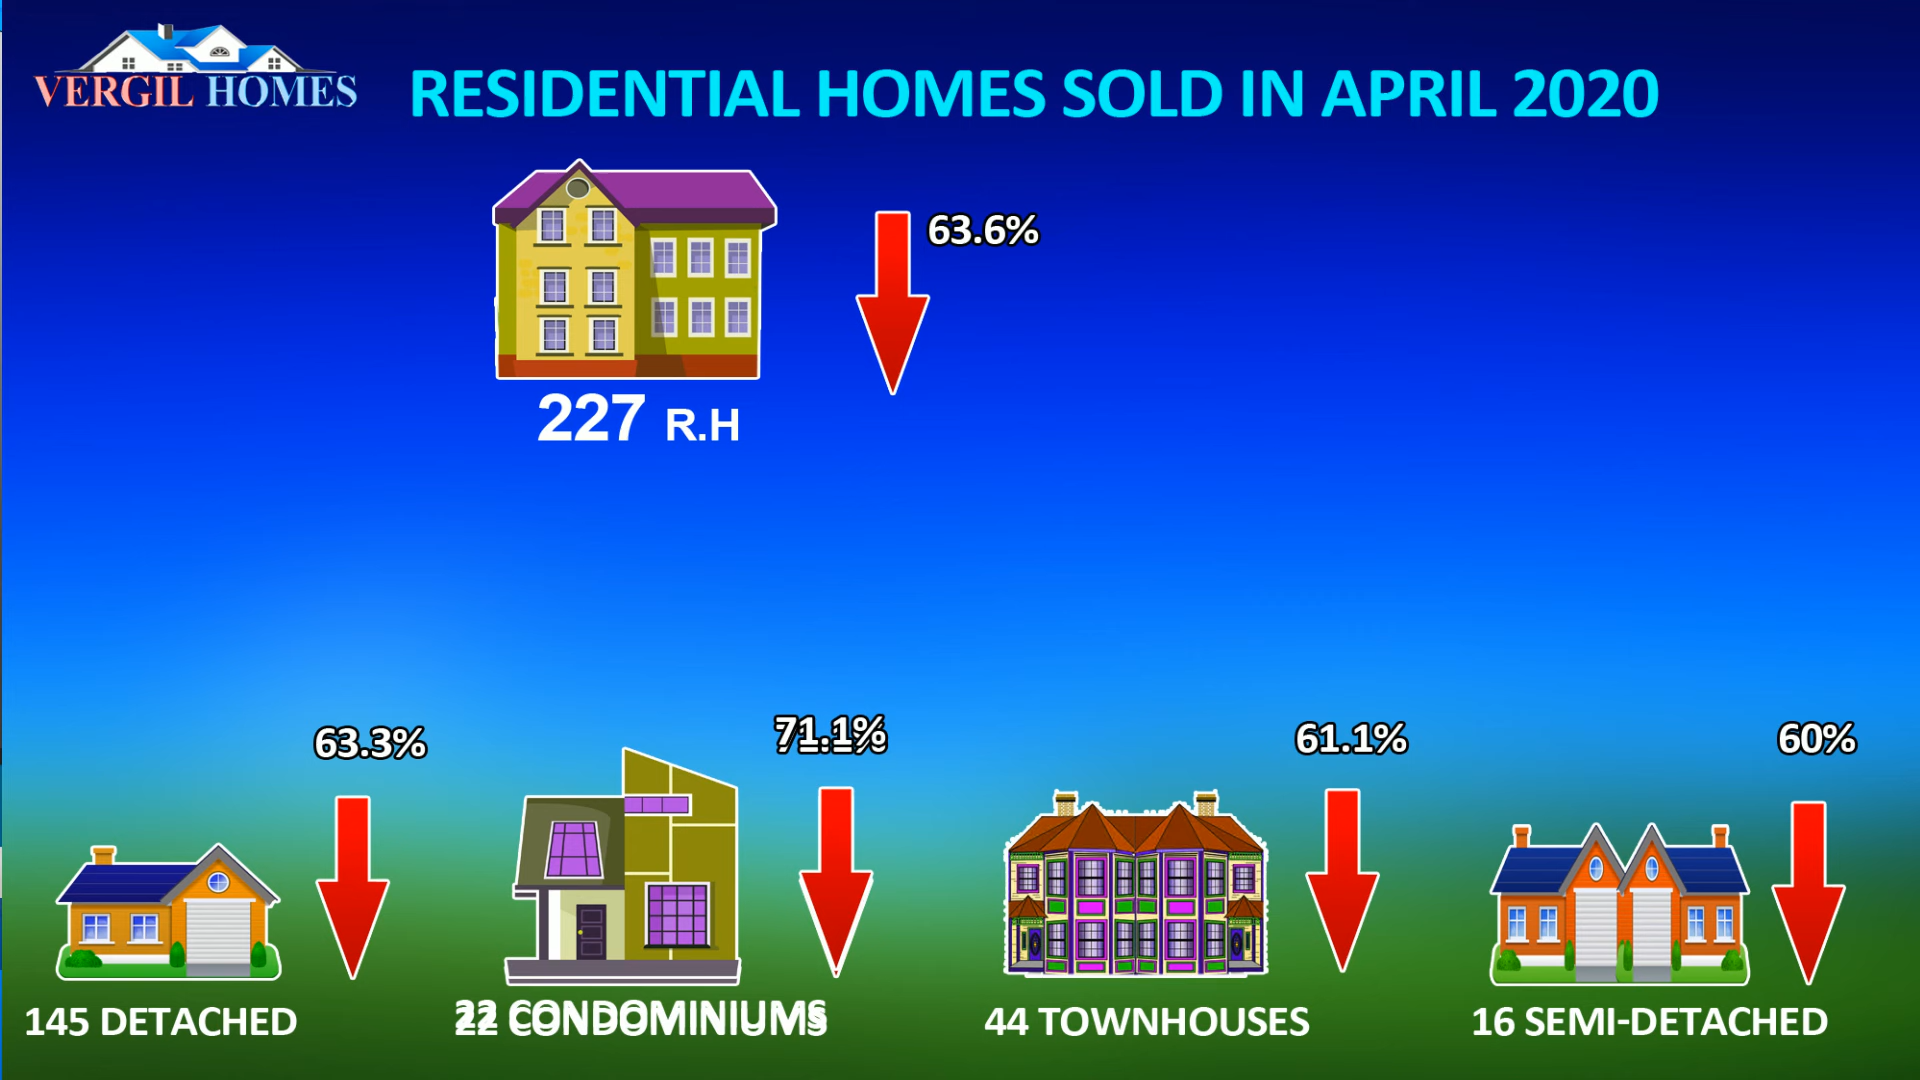 VERGIL HOMES
RESIDENTIAL HOMES SOLD IN APRIL 2020
63.6%
227 R.H
63.3%
71.1%
61.1%
60%
145 DETACHED
22 CONDOMINIUMS
44 TOWNHOUSES
16 SEMI-DETACHED